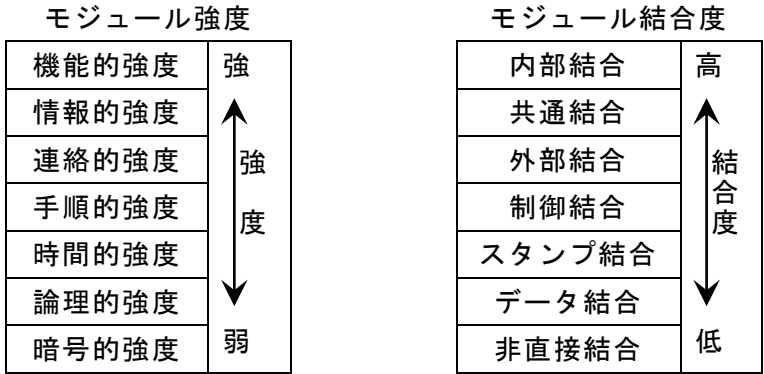 モジュール強度
機能的強度
情報的強度
連絡的強度
手順的強度
時間的強度
論理的強度
暗号的強度
強
強度
弱
モジュール結合度
内部結合
共通結合
外部結合
制御結合
スタンプ結合
データ結合
非直接結合
高
結合度
低